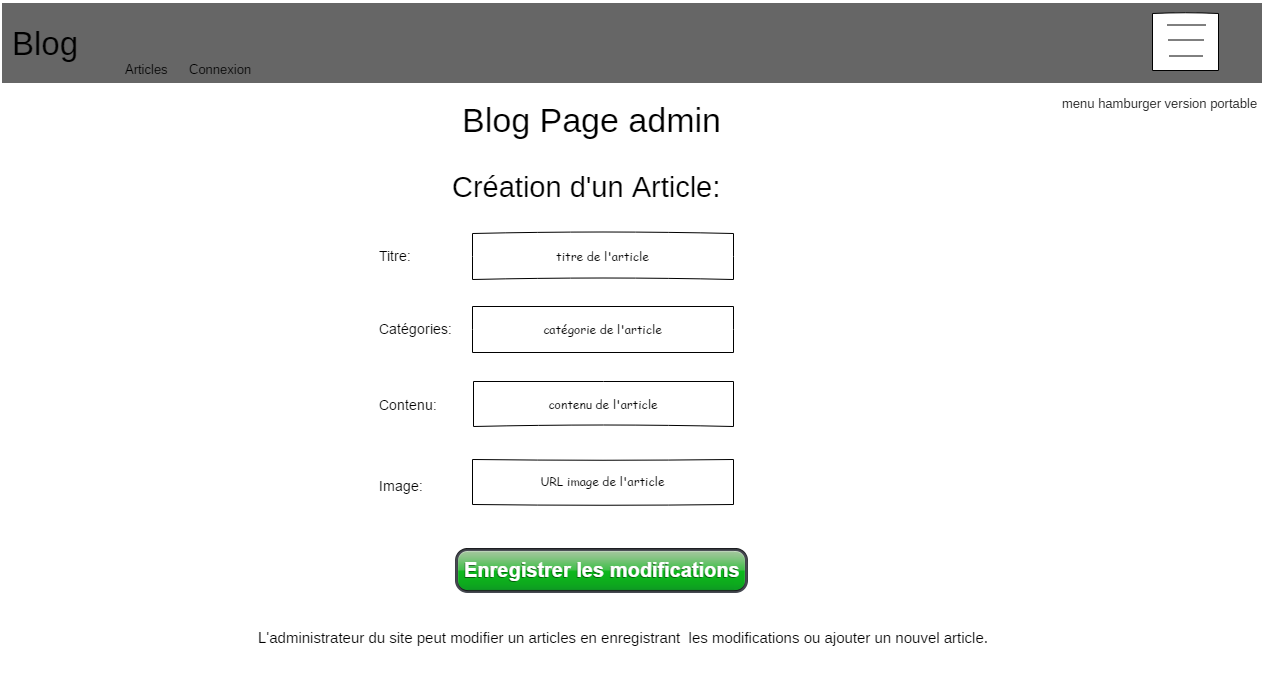 Blog
Articles Connexion
menu hamburger version portable
Blog Page admin
Création d'un Article:
Titre: titre de l'article
Catégories: catégorie de l'article
Contenu: contenu de l'article
Image: URL image de l'article
Enregistrer les modifications
L'administrateur du site peut modifier un articles en enregistrant  les modifications ou ajouter un nouvel article.